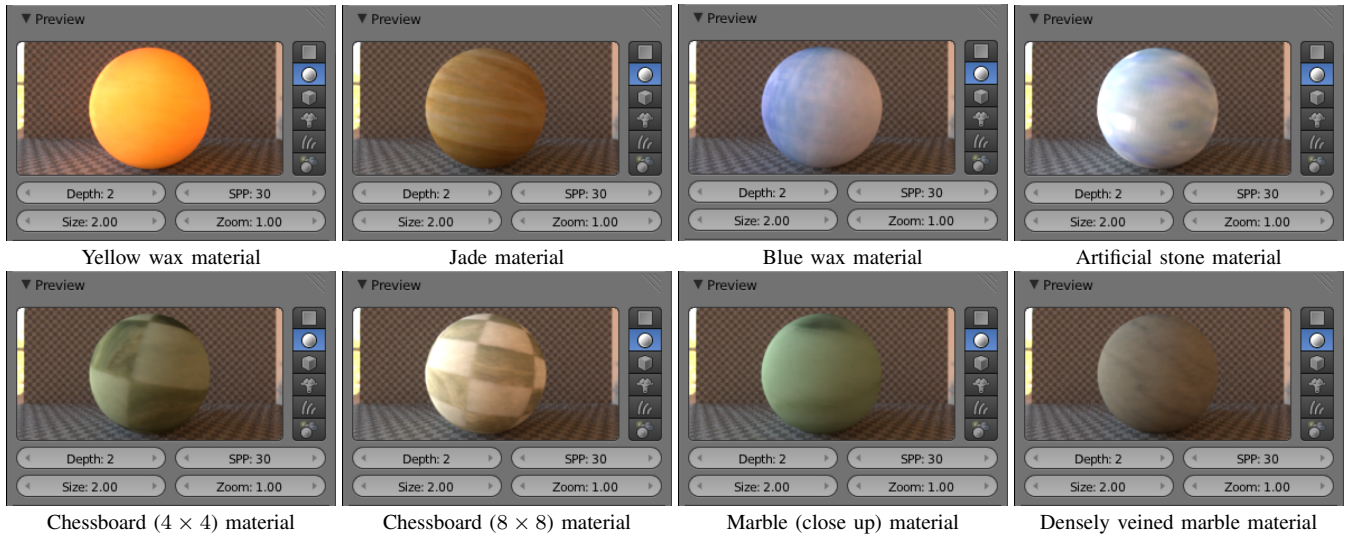 Preview
Depth: 2
SPP: 30
Size: 2.00
Zoom: 1.00
Yellow wax material
Preview
Depth: 2
SPP: 30
Size: 2.00
Zoom: 1.00
Jade material
Preview
Depth: 2
SPP: 30
Size: 2.00
Zoom: 1.00
Blue wax material
Preview
Depth: 2
SPP: 30
Size: 2.00
Zoom: 1.00
Artificial stone material
Preview
Depth: 2
SPP: 30
Size: 2.00
Zoom: 1.00
Chessboard (4 × 4) material
Preview
Depth: 2
SPP: 30
Size: 2.00
Zoom: 1.00
Chessboard (8 × 8) material
Preview
Depth: 2
SPP: 30
Size: 2.00
Zoom: 1.00
Marble (close up) material
Preview
Depth: 2
SPP: 30
Size: 2.00
Zoom: 1.00
Densely veined marble material